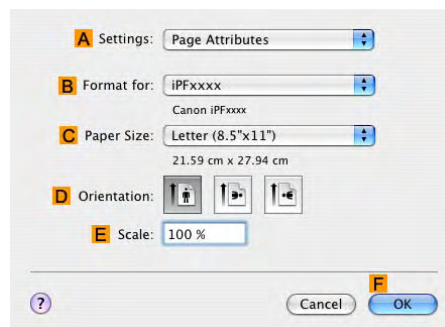 A Settings: Page Attributes
B Format for: iPFxxxx
Canon iPFxxxx
C Paper Size: Letter (8.5"x11")
21.59 cm x 27.94 cm
D Orientation:
E Scale: 100 %
F
? Cancel OK